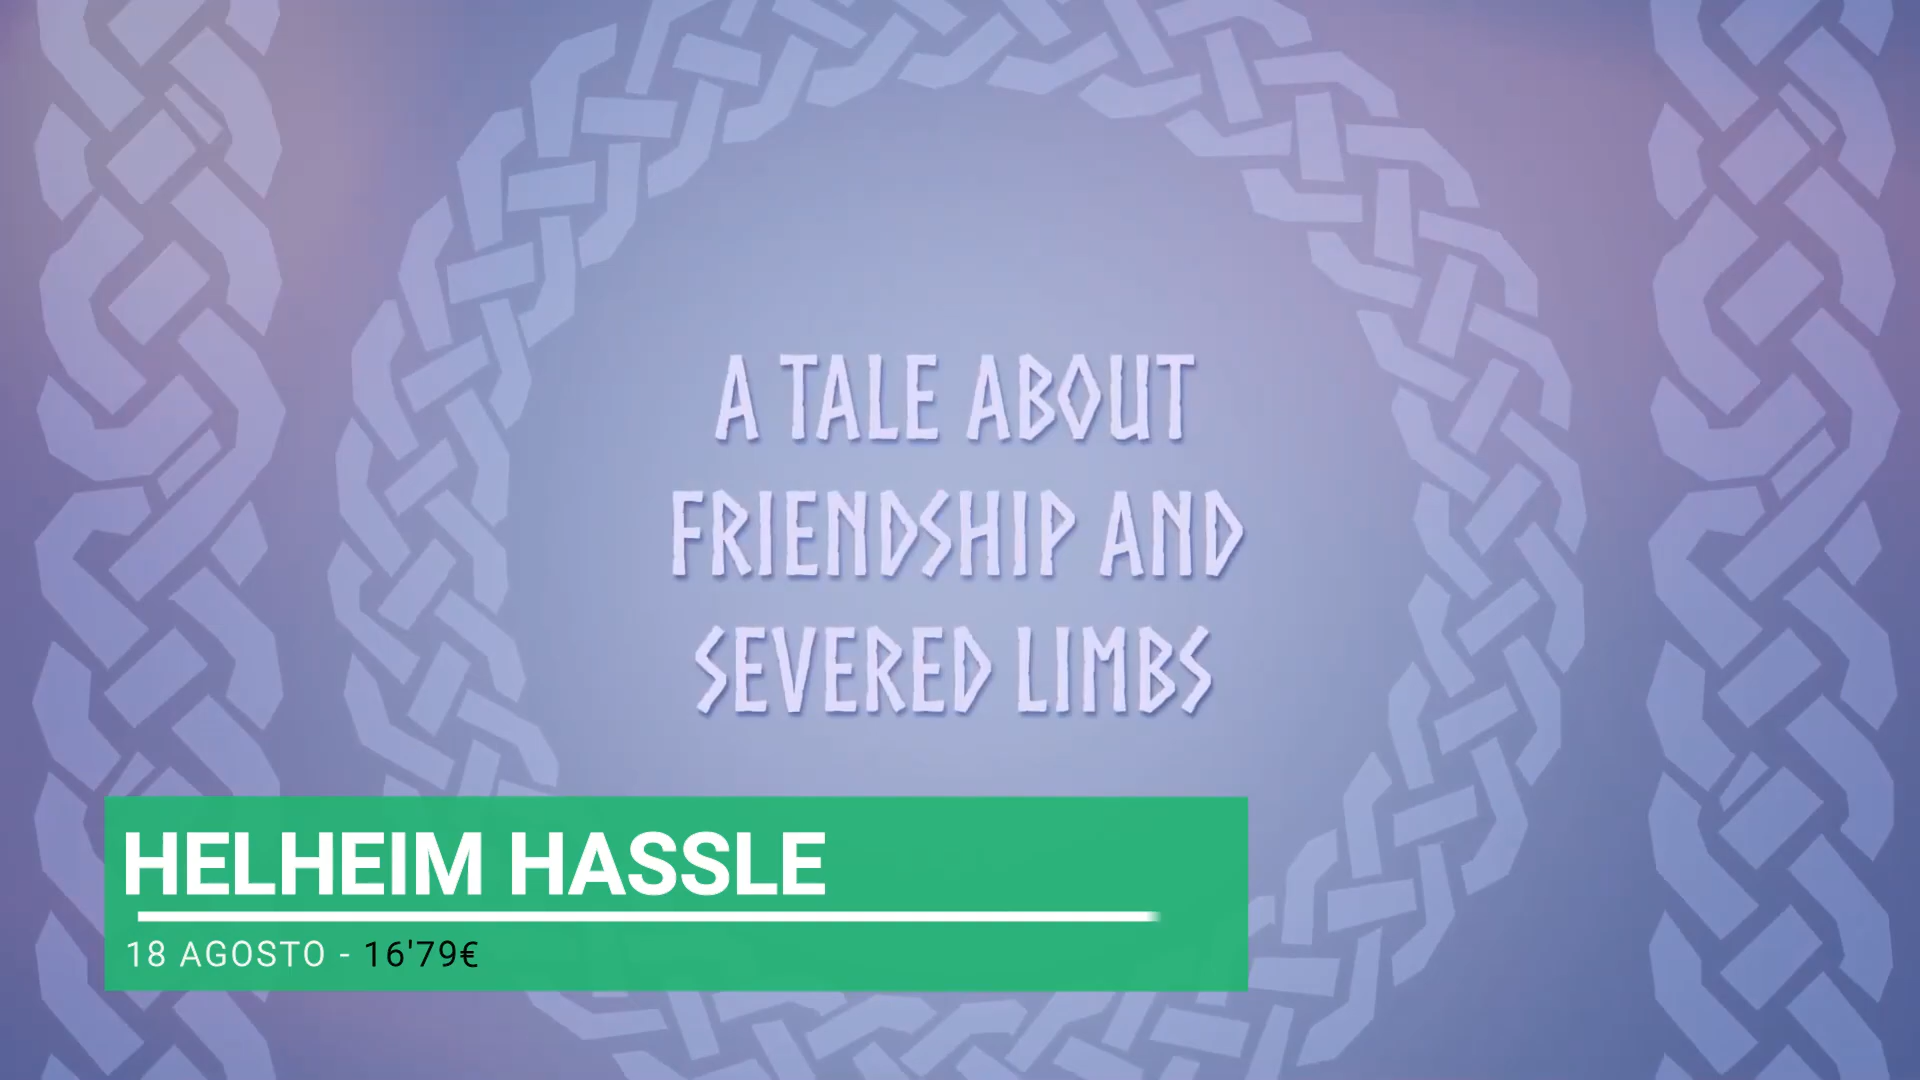 A TALE ABOUT
FRIENDSHIP AND
SEVERED LIMBS
HELHEIM HASSLE
18 AGOSTO - 16'79€